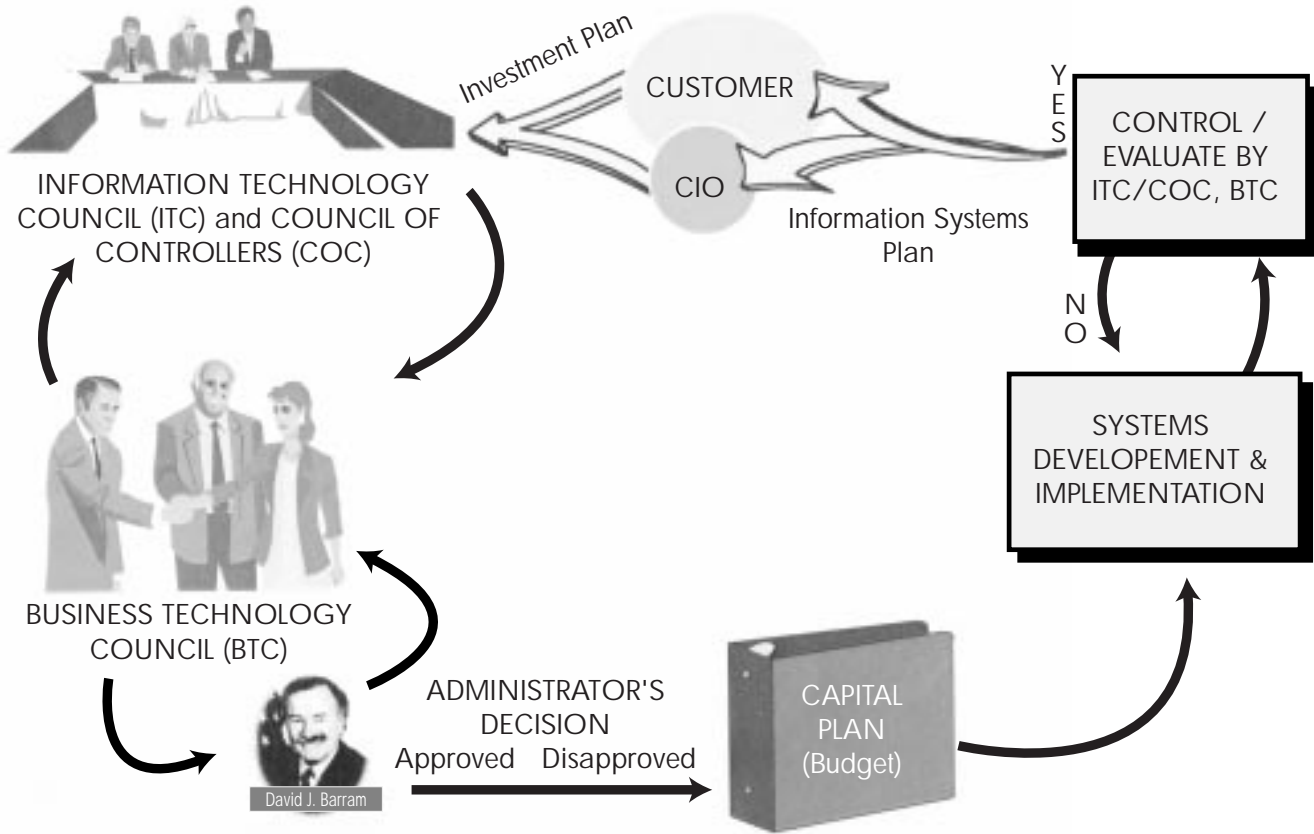 Investment Plan
CUSTOMER
CIO
Information Systems
Plan
YES
CONTROL /
EVALUATE BY
ITC/COC, BTC
INFORMATION TECHNOLOGY
COUNCIL (ITC) and COUNCIL OF
CONTROLLERS (COC)
NO
SYSTEMS
DEVELOPEMENT &
IMPLEMENTATION
BUSINESS TECHNOLOGY
COUNCIL (BTC)
David J. Barram
ADMINISTRATOR'S
DECISION
Approved Disapproved
CAPITAL
PLAN
(Budget)